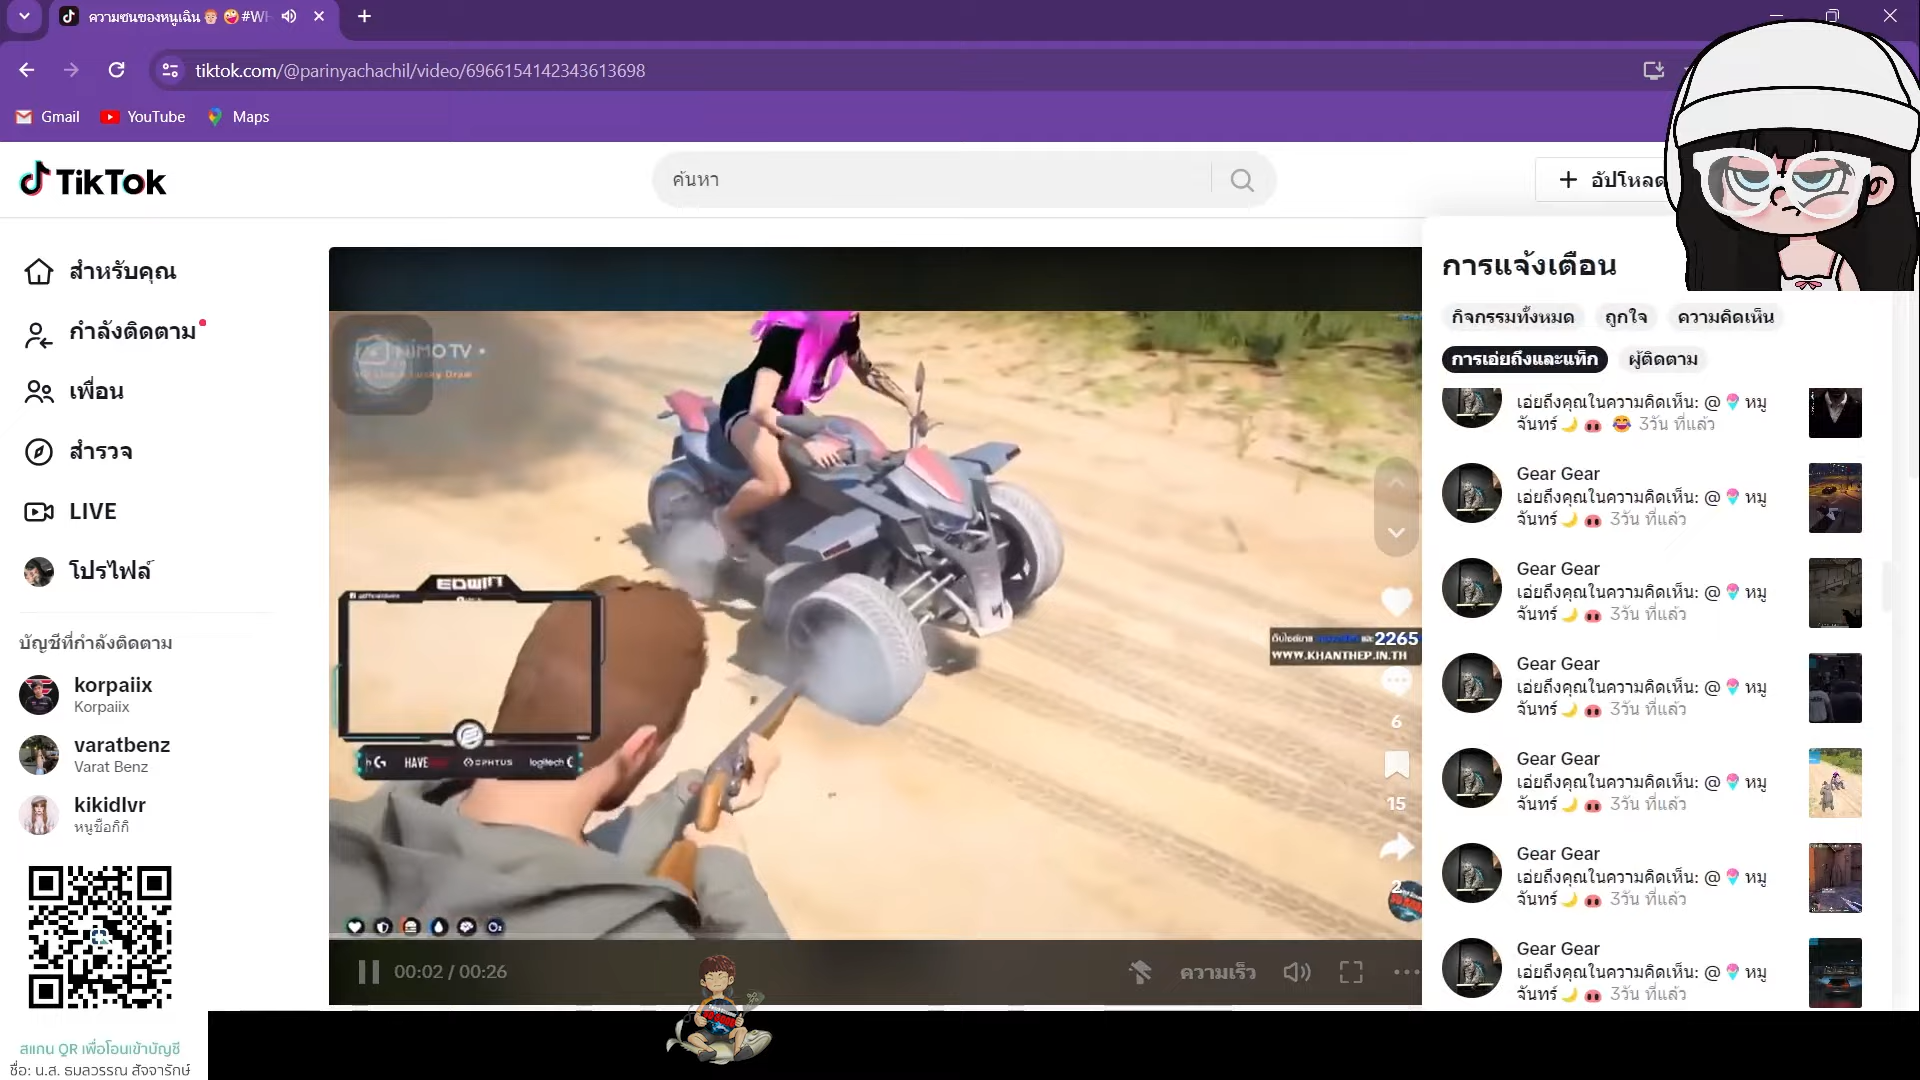 ความซนของหนูเฉิน👨🏼🤪#WH
tiktok.com/@parinyachachil/video/6966154142343613698
Gmail
YouTube
Maps
TikTok
ค้นหา
อัปโหลด
สำหรับคุณ
กำลังติดตาม
เพื่อน
สำรวจ
LIVE
โปรไฟล์
บัญชีที่กำลังติดตาม
korpaiix
Korpaiix
varatbenz
Varat Benz
kikidlvr
หนูชื่อกิกิ
สแกน QR เพื่อโอนเข้าบัญชี
ชื่อ: น.ส. ธมลวรรณ สัจจารักษ์
NIMO TV
EDWIN
HAVE
OPHTUS
logitech G
2265
WWW.KHANTHEP.IN.TH
6
15
2
00:02 / 00:26
ความเร็ว
การแจ้งเตือน
กิจกรรมทั้งหมด
ถูกใจ
ความคิดเห็น
การเอ่ยถึงและแท็ก
ผู้ติดตาม
เอ่ยถึงคุณในความคิดเห็น: @🍧หมู
จันทร์🌙🐽 😂 3วัน ที่แล้ว
Gear Gear
เอ่ยถึงคุณในความคิดเห็น: @🍧หมู
จันทร์🌙🐽 3วัน ที่แล้ว
Gear Gear
เอ่ยถึงคุณในความคิดเห็น: @🍧หมู
จันทร์🌙🐽 3วัน ที่แล้ว
Gear Gear
เอ่ยถึงคุณในความคิดเห็น: @🍧หมู
จันทร์🌙🐽 3วัน ที่แล้ว
Gear Gear
เอ่ยถึงคุณในความคิดเห็น: @🍧หมู
จันทร์🌙🐽 3วัน ที่แล้ว
Gear Gear
เอ่ยถึงคุณในความคิดเห็น: @🍧หมู
จันทร์🌙🐽 3วัน ที่แล้ว
Gear Gear
เอ่ยถึงคุณในความคิดเห็น: @🍧หมู
จันทร์🌙🐽 3วัน ที่แล้ว